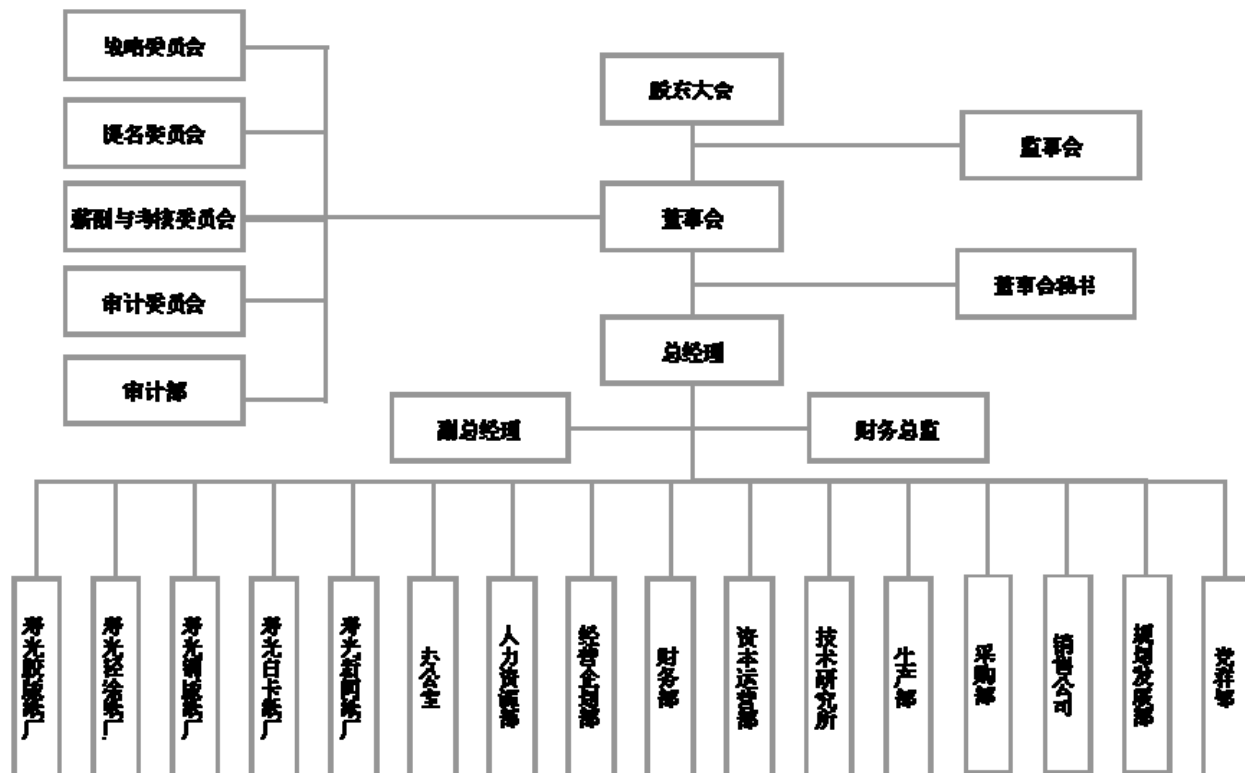 战略委员会
提名委员会
薪酬与考核委员会
审计委员会
审计部
股东大会
监事会
董事会
董事会秘书
总经理
副总经理
财务总监
寿光胶版纸厂
寿光轻涂纸厂
寿光铜版纸厂
寿光白卡纸厂
寿光新闻纸厂
办公室
人力资源部
经营企划部
财务部
资本运营部
技术研究所
生产部
采购部
销售公司
规划发展部
党群部